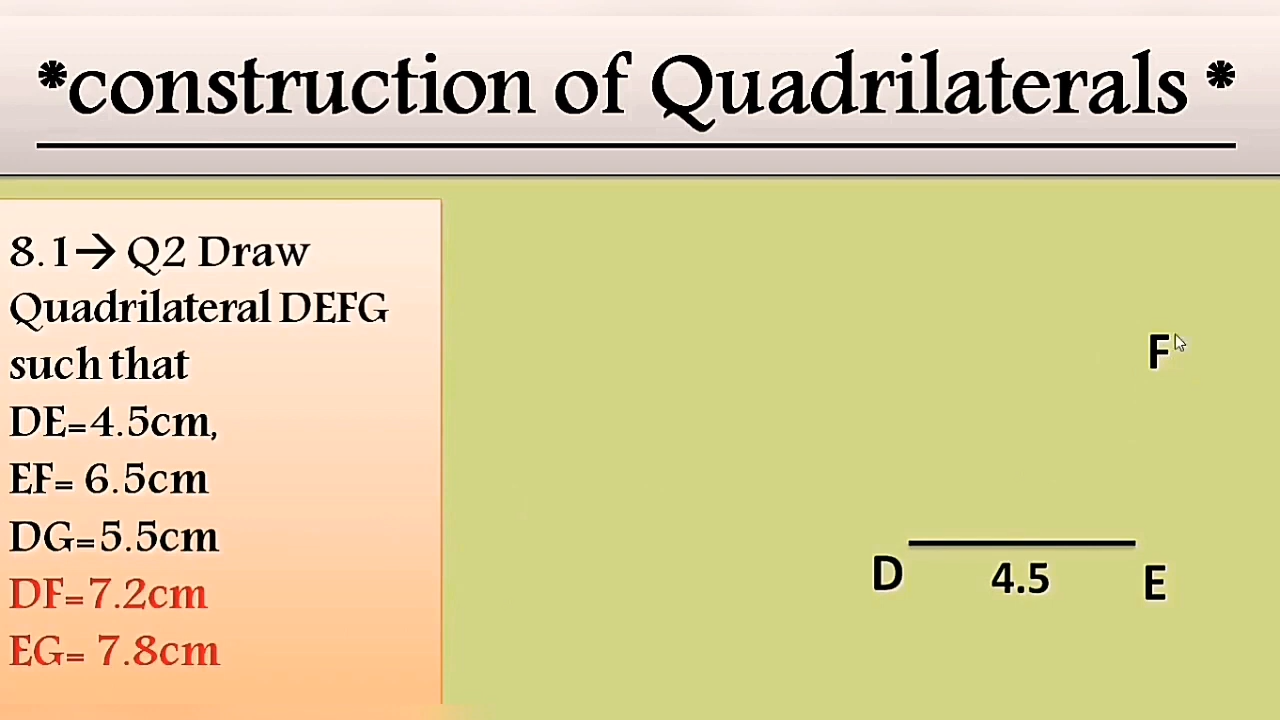 *construction of Quadrilaterals *
8.1→ Q2 Draw
Quadrilateral DEFG
such that
DE=4.5cm,
EF= 6.5cm
DG=5.5cm
DF=7.2cm
EG= 7.8cm
F
D 4.5 E